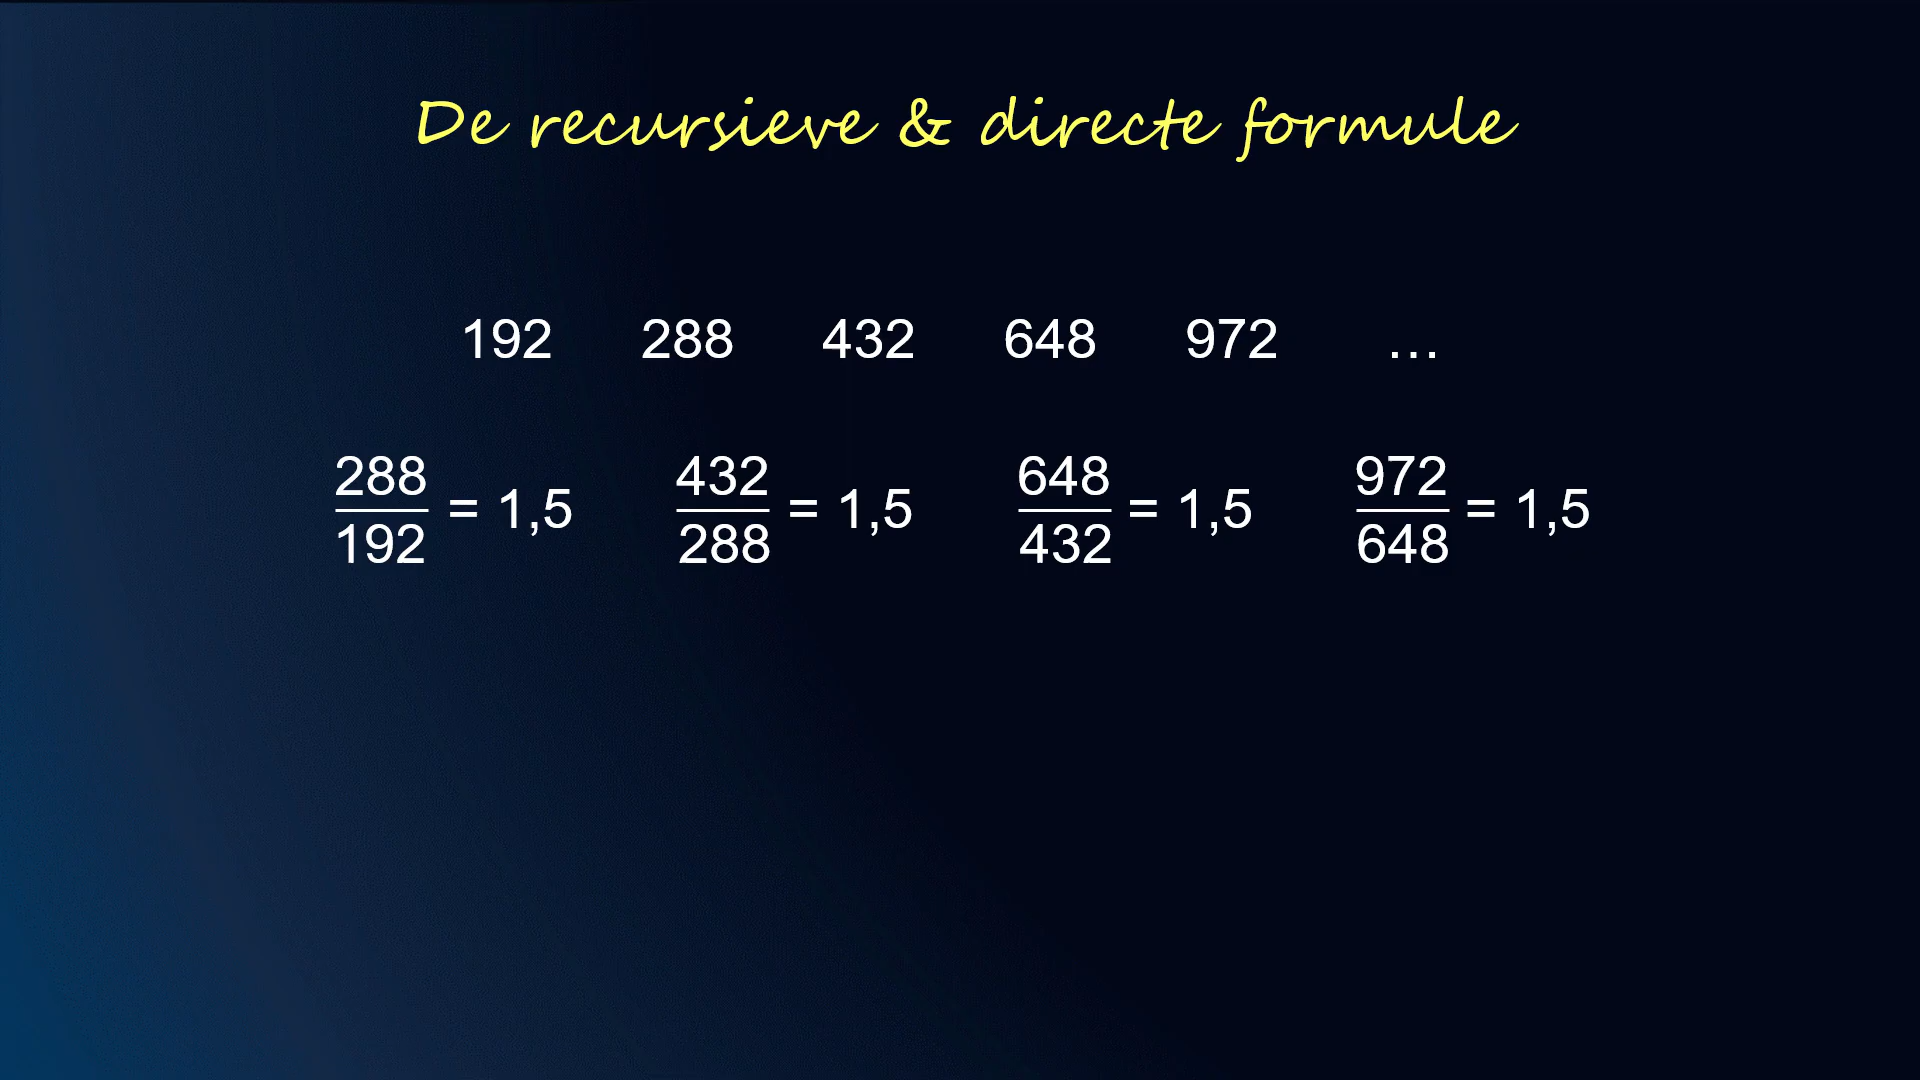 De recursieve & directe formule
192 288 432 648 972 ...
288/192 = 1,5 432/288 = 1,5 648/432 = 1,5 972/648 = 1,5